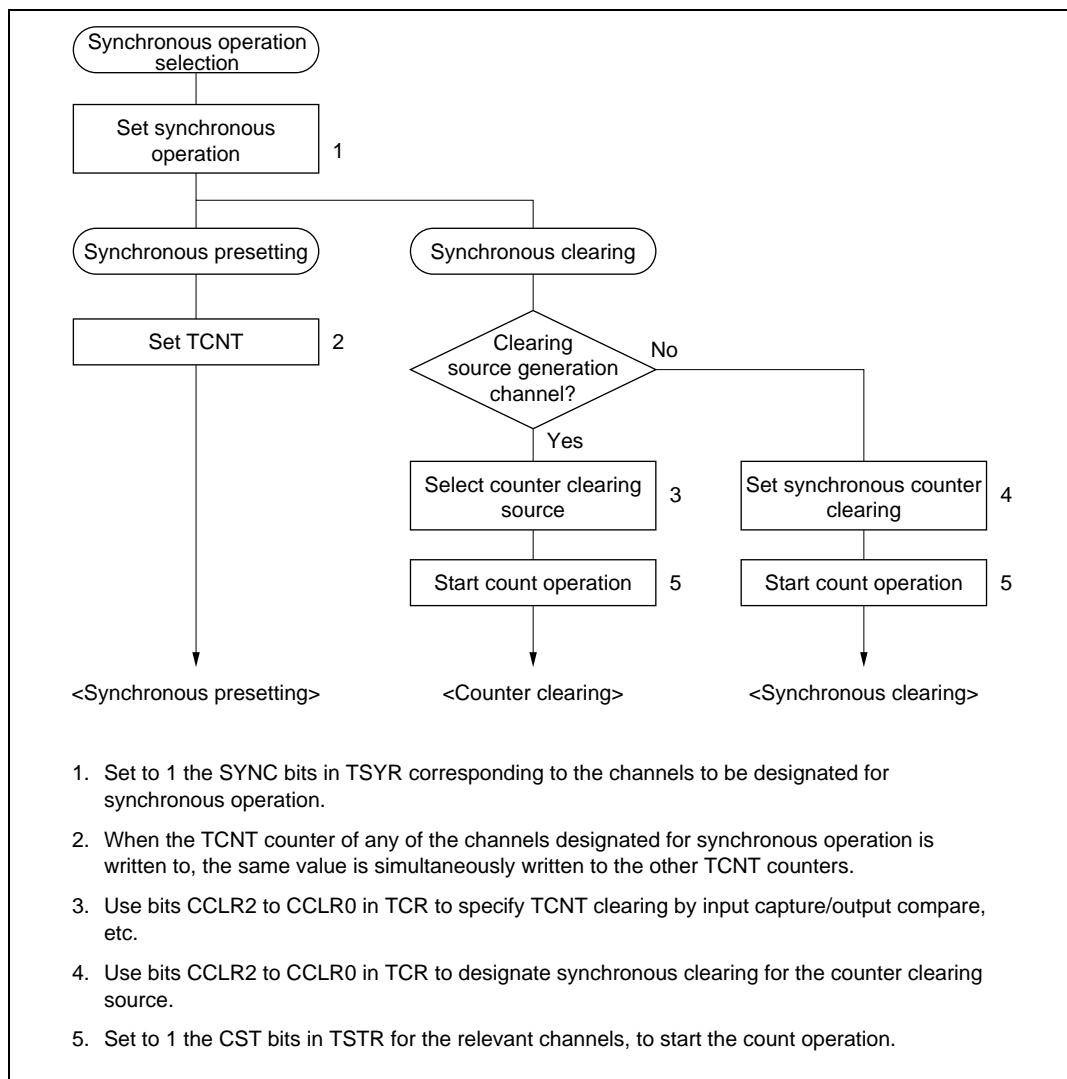 Synchronous operation
selection
Set synchronous
operation
1
Synchronous presetting
Synchronous clearing
Set TCNT
2
Clearing
source generation
channel?
No
Yes
Select counter clearing
source
3
Set synchronous counter
clearing
4
Start count operation
5
Start count operation
5
<Synchronous presetting>
<Counter clearing>
<Synchronous clearing>
1. Set to 1 the SYNC bits in TSYR corresponding to the channels to be designated for
synchronous operation.
2. When the TCNT counter of any of the channels designated for synchronous operation is
written to, the same value is simultaneously written to the other TCNT counters.
3. Use bits CCLR2 to CCLR0 in TCR to specify TCNT clearing by input capture/output compare,
etc.
4. Use bits CCLR2 to CCLR0 in TCR to designate synchronous clearing for the counter clearing
source.
5. Set to 1 the CST bits in TSTR for the relevant channels, to start the count operation.